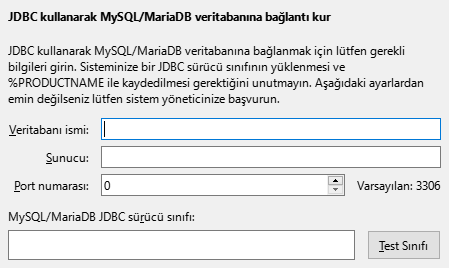 JDBC kullanarak MySQL/MariaDB veritabanına bağlantı kur
JDBC kullanarak MySQL/MariaDB veritabanına bağlanmak için lütfen gerekli
bilgileri girin. Sisteminize bir JDBC sürücü sınıfının yüklenmesi ve
%PRODUCTNAME ile kaydedilmesi gerektiğini unutmayın. Aşağıdaki ayarlardan
emin değilseniz lütfen sistem yöneticinize başvurun.
Veritabanı ismi:
Sunucu:
Port numarası: 0 Varsayılan: 3306
MySQL/MariaDB JDBC sürücü sınıfı:
Test Sınıfı